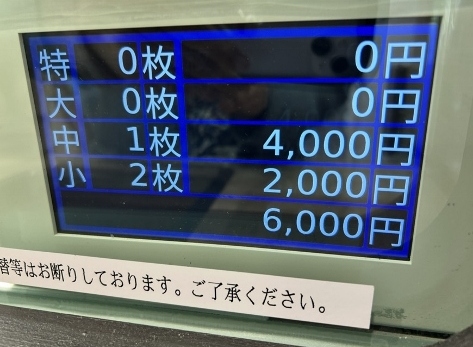 特 0枚 0円
大 0枚 0円
中 1枚 4,000円
小 2枚 2,000円
6,000円
替等はお断りしております。ご了承ください。